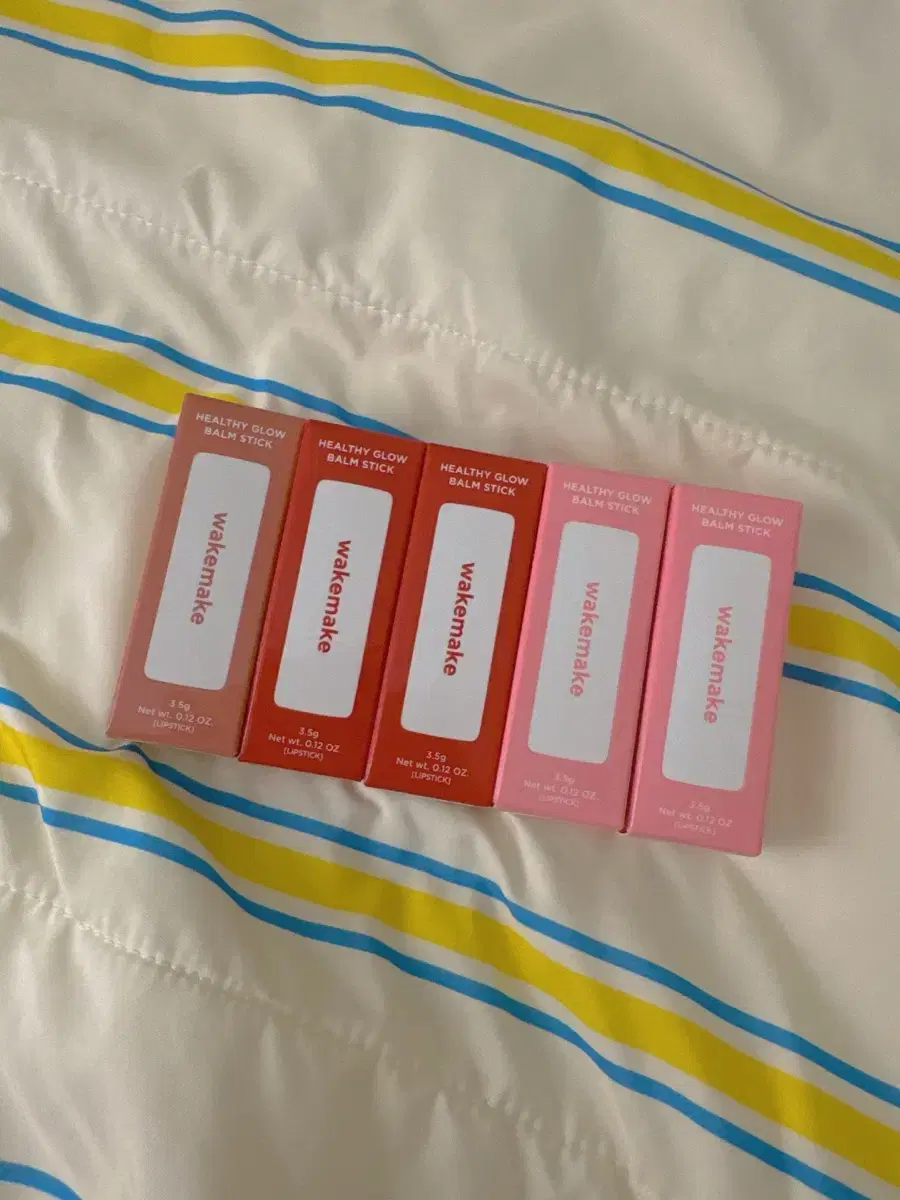 HEALTHY GLOW
BALM STICK
wakemake
3.5g
Net wt. 0.12 OZ.
[LIPSTICK]
HEALTHY GLOW
BALM STICK
wakemake
3.5g
Net wt. 0.12 OZ.
[LIPSTICK]
HEALTHY GLOW
BALM STICK
wakemake
3.5g
Net wt. 0.12 OZ.
[LIPSTICK]
HEALTHY GLOW
BALM STICK
wakemake
3.5g
Net wt. 0.12 OZ.
[LIPSTICK]
HEALTHY GLOW
BALM STICK
wakemake
3.5g
Net wt. 0.12 OZ.
[LIPSTICK]